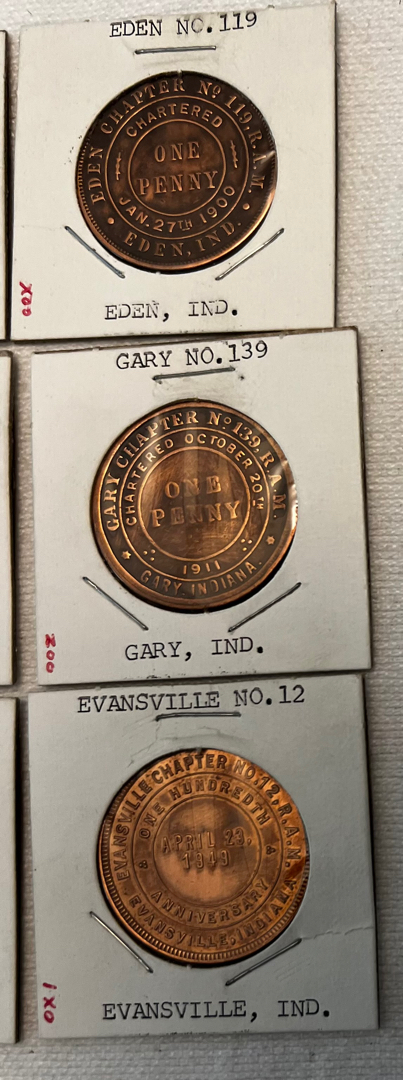 EDEN NO.119
EDEN CHAPTER Nº 119, R.A.M.
CHARTERED
ONE
PENNY
JAN. 27TH 1900
EDEN, IND.
EDEN, IND.
GARY NO.139
GARY CHAPTER Nº 139, R.A.M.
CHARTERED OCTOBER 20TH
ONE
PENNY
1911
GARY, INDIANA.
GARY, IND.
EVANSVILLE NO.12
EVANSVILLE CHAPTER NO.12, R.A.M.
ONE HUNDREDTH
APRIL 23,
1949
ANNIVERSARY
EVANSVILLE, INDIANA
EVANSVILLE, IND.